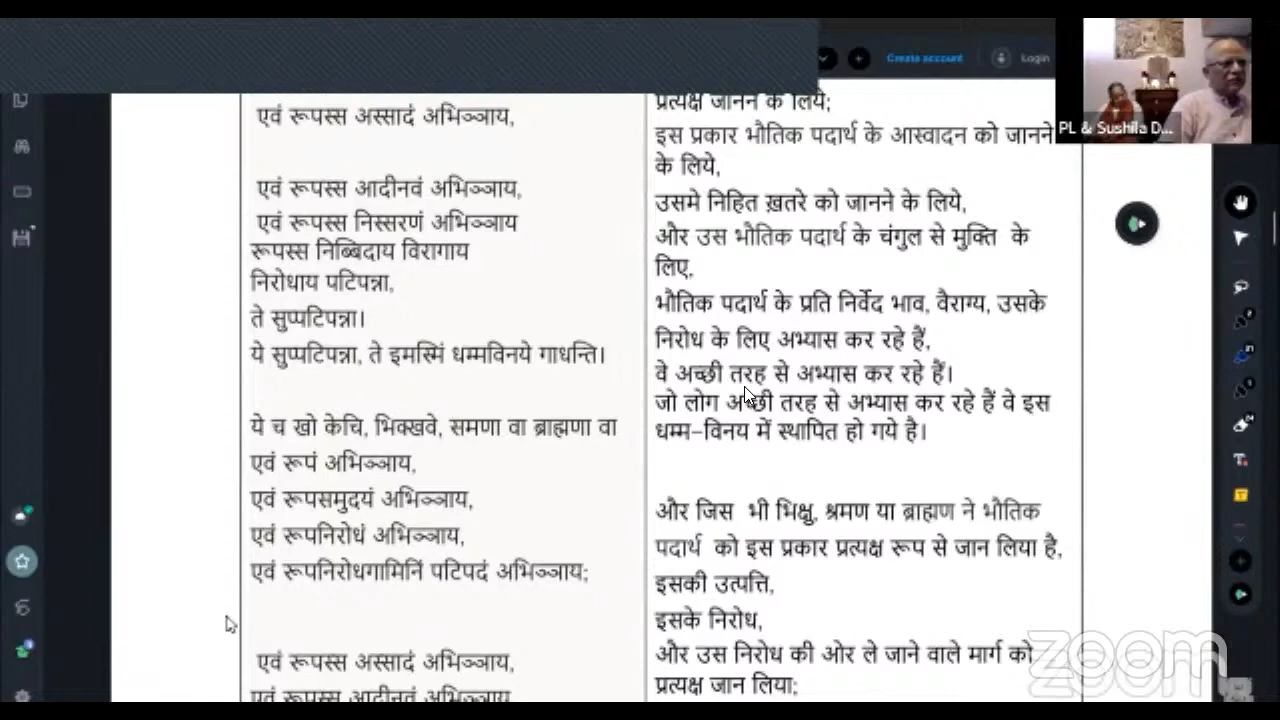 Create account
Login
PL & Sushila D...
एवं रूपस्स अस्सादं अभिञ्ञाय,
एवं रूपस्स आदीनवं अभिञ्ञाय,
एवं रूपस्स निस्सरणं अभिञ्ञाय
रूपस्स निब्बिदाय विरागाय
निरोधाय पटिपन्ना,
ते सुप्पटिपन्ना।
ये सुप्पटिपन्ना, ते इमस्मिं धम्मविनये गाधन्ति।
ये च खो केचि, भिक्खवे, समणा वा ब्राह्मणा वा
एवं रूपं अभिञ्ञाय,
एवं रूपसमुदयं अभिञ्ञाय,
एवं रूपनिरोधं अभिञ्ञाय,
एवं रूपनिरोधगामिनिं पटिपदं अभिञ्ञाय;
एवं रूपस्स अस्सादं अभिञ्ञाय,
एवं रूपस्स आदीनवं अभिञ्ञाय
प्रत्यक्ष जानने के लिये;
इस प्रकार भौतिक पदार्थ के आस्वादन को जानने
के लिये,
उसमे निहित ख़तरे को जानने के लिये,
और उस भौतिक पदार्थ के चंगुल से मुक्ति के
लिए,
भौतिक पदार्थ के प्रति निर्वेद भाव, वैराग्य, उसके
निरोध के लिए अभ्यास कर रहे हैं,
वे अच्छी तरह से अभ्यास कर रहे हैं।
जो लोग अच्छी तरह से अभ्यास कर रहे हैं वे इस
धम्म-विनय में स्थापित हो गये है।
और जिस भी भिक्षु, श्रमण या ब्राह्मण ने भौतिक
पदार्थ को इस प्रकार प्रत्यक्ष रूप से जान लिया है,
इसकी उत्पत्ति,
इसके निरोध,
और उस निरोध की ओर ले जाने वाले मार्ग को
प्रत्यक्ष जान लिया;
zoom